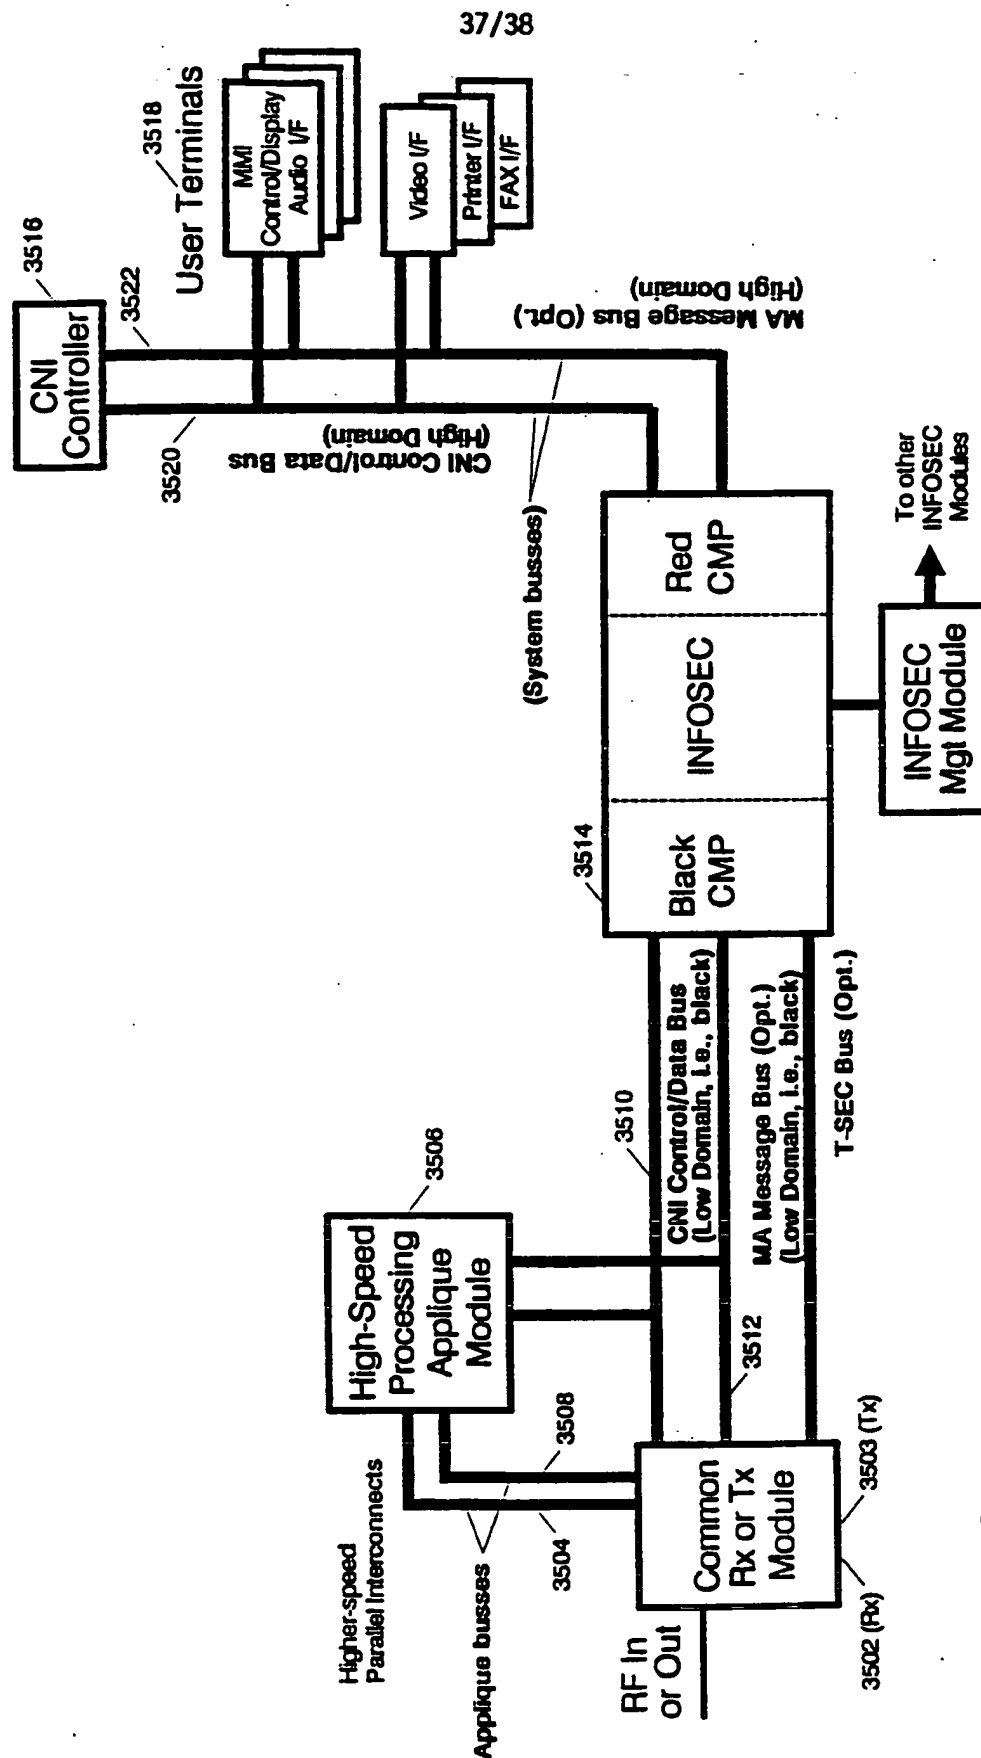 37/38
CNI
Controller
3516
3522
3520
User Terminals
3518
MMI
Control/Display
Audio I/F
Video I/F
Printer I/F
FAX I/F
MA Message Bus (Opt.)
(High Domain)
CNI Control/Data Bus
(High Domain)
(System busses)
3514
Black
CMP
INFOSEC
Red
CMP
INFOSEC
Mgt Module
To other
INFOSEC
Modules
High-Speed
Processing
Applique
Module
3506
3510
CNI Control/Data Bus
(Low Domain, i.e., black)
3512
MA Message Bus (Opt.)
(Low Domain, i.e., black)
T-SEC Bus (Opt.)
Higher-speed
Parallel Interconnects
Applique busses
3508
3504
RF In
or Out
Common
Rx or Tx
Module
3502 (Rx)
3503 (Tx)